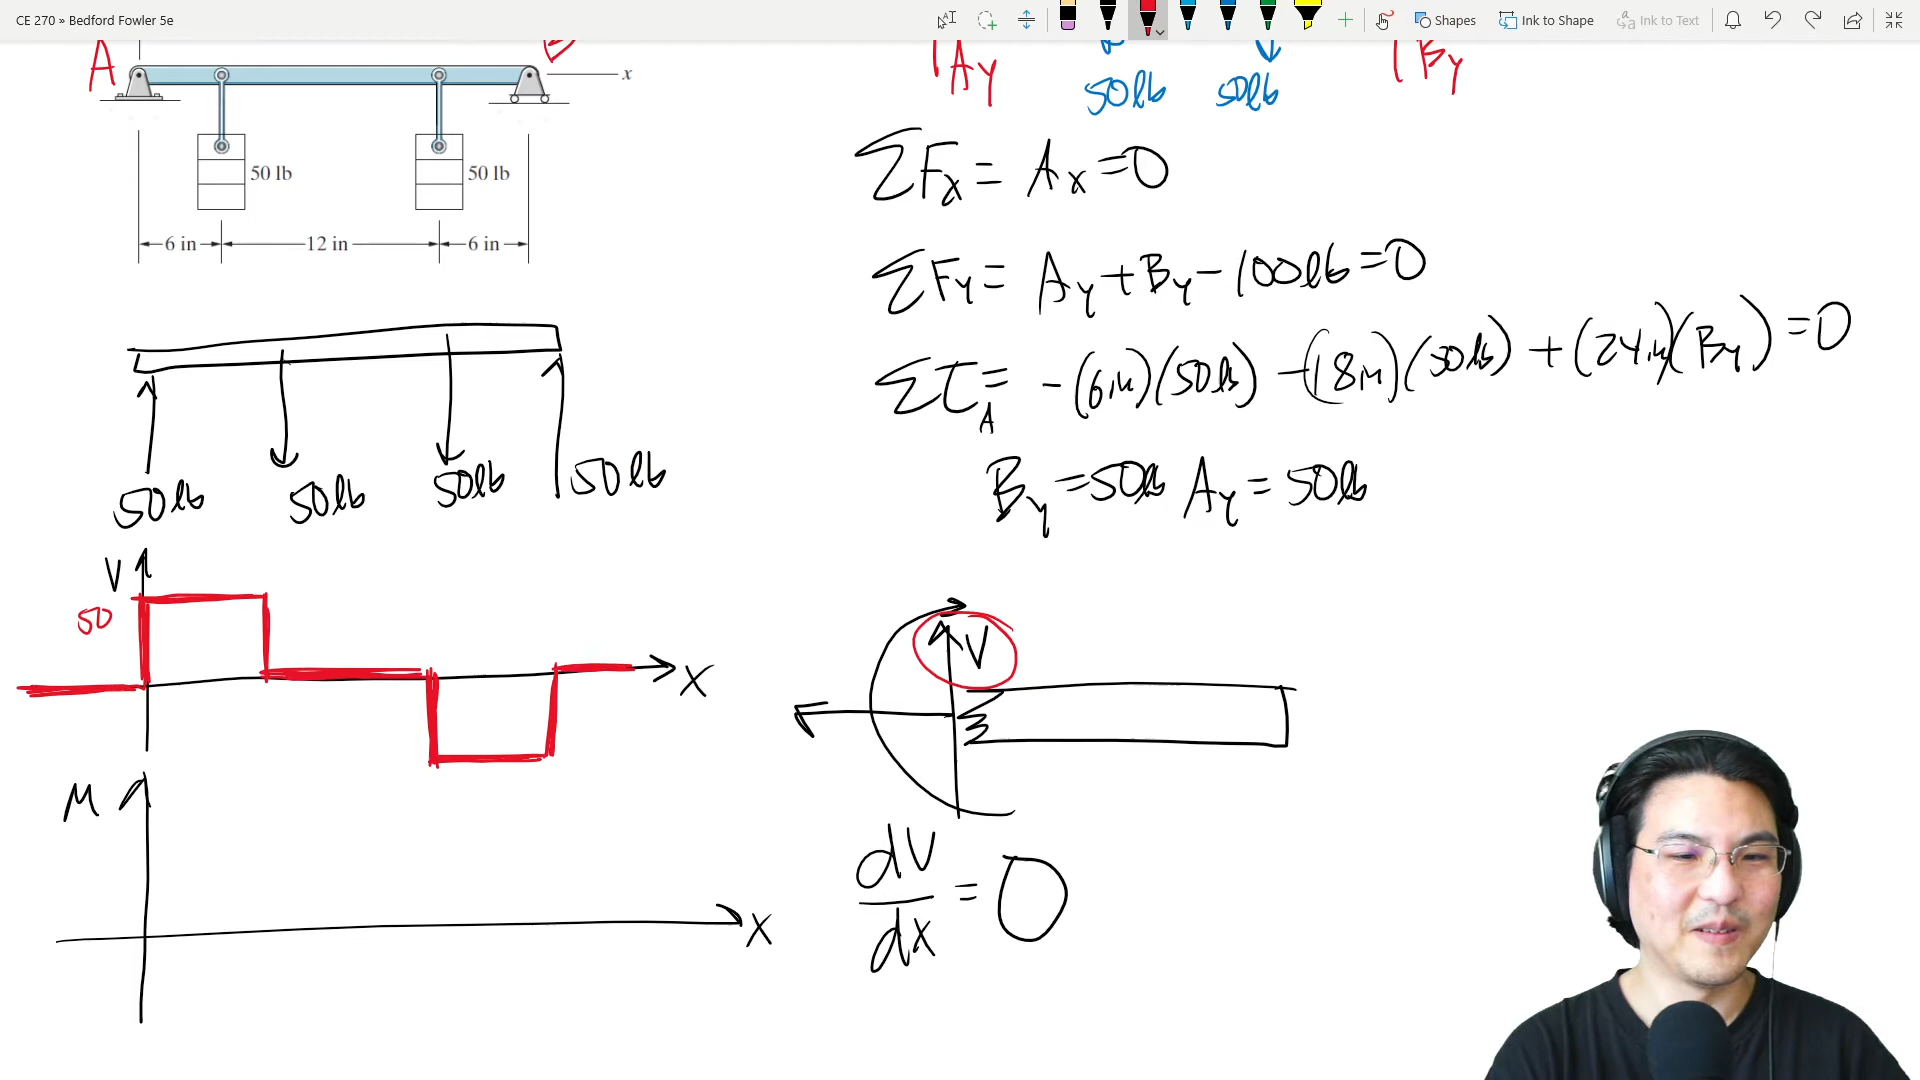 CE 270 » Bedford Fowler 5e
Shapes
Ink to Shape
Ink to Text
A
x
50 lb
50 lb
6 in
12 in
6 in
Ay
50lb
50lb
By
ΣFx = Ax = 0
ΣFy = Ay + By - 100lb = 0
Στ_A = -(6in)(50lb) - (18in)(50lb) + (24in)(By) = 0
By = 50lb Ay = 50lb
50lb
50lb
50lb
50lb
V
50
X
V
M
X
dV/dx = 0